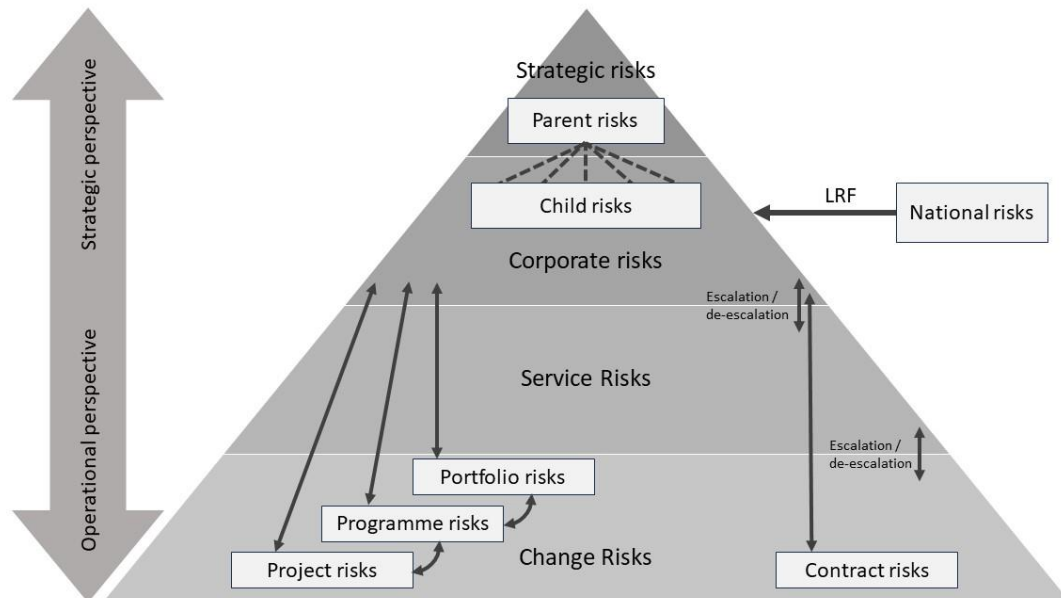 Strategic perspective
Operational perspective
Strategic risks
Parent risks
Child risks
LRF
National risks
Corporate risks
Escalation /
de-escalation
Service Risks
Escalation /
de-escalation
Portfolio risks
Programme risks
Change Risks
Project risks
Contract risks